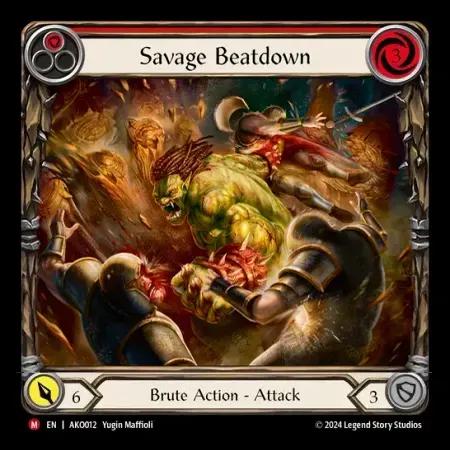 Savage Beatdown
3
6
Brute Action - Attack
3
M EN | AKO012 Yugin Maffioli
© 2024 Legend Story Studios